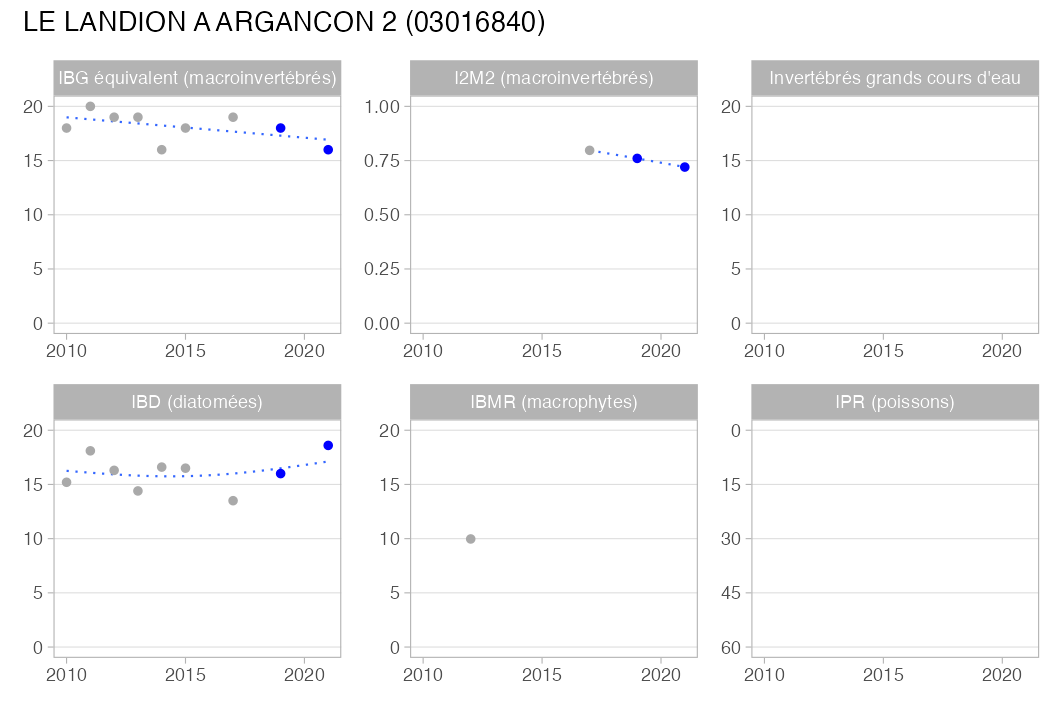 LE LANDION A ARGANCON 2 (03016840)
IBG équivalent (macroinvertébrés)
I2M2 (macroinvertébrés)
Invertébrés grands cours d'eau
20
15
10
5
0
2010 2015 2020
1.00
0.75
0.50
0.25
0.00
2010 2015 2020
20
15
10
5
0
2010 2015 2020
IBD (diatomées)
IBMR (macrophytes)
IPR (poissons)
20
15
10
5
0
2010 2015 2020
20
15
10
5
0
2010 2015 2020
0
15
30
45
60
2010 2015 2020